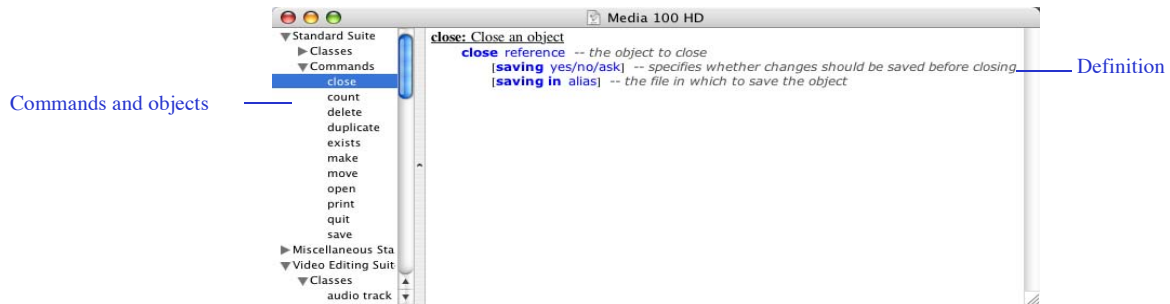 Media 100 HD
Standard Suite
Classes
Commands
close
count
delete
duplicate
exists
make
move
open
print
quit
save
Miscellaneous Sta
Video Editing Suit
Classes
audio track
close: Close an object
close reference -- the object to close
[saving yes/no/ask] -- specifies whether changes should be saved before closing
[saving in alias] -- the file in which to save the object
Commands and objects
Definition